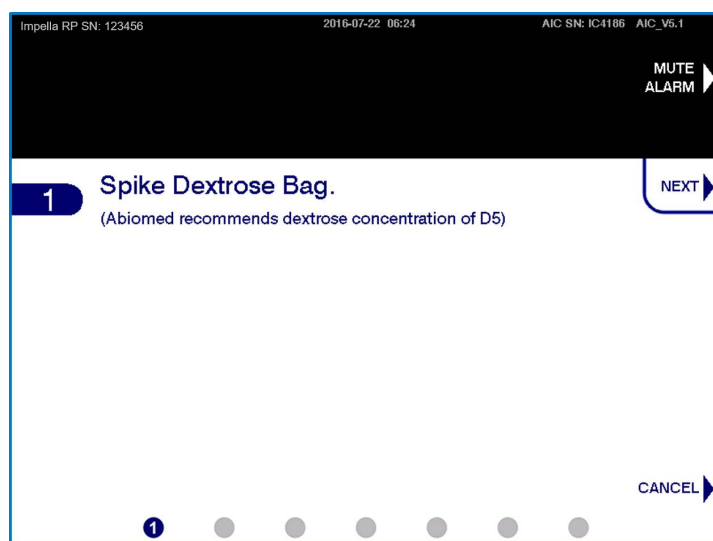 Impella RP SN: 123456 2016-07-22 06:24 AIC SN: IC4186 AIC_V5.1
MUTE
ALARM
1 Spike Dextrose Bag.
NEXT
(Abiomed recommends dextrose concentration of D5)
CANCEL
1